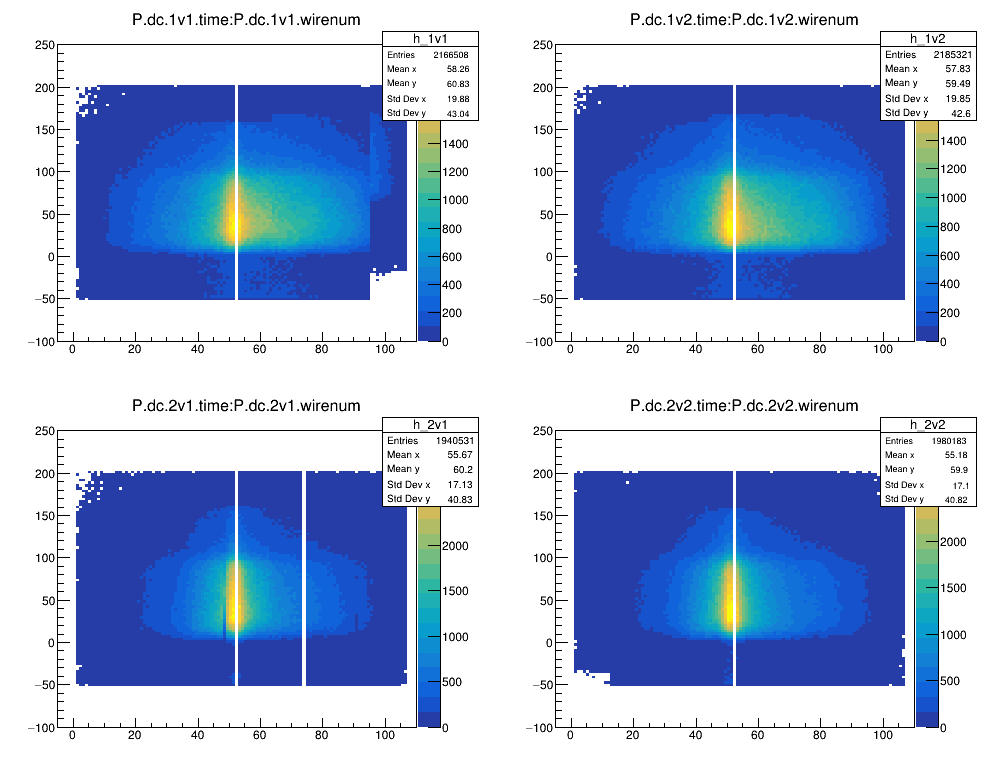 P.dc.1v1.time:P.dc.1v1.wirenum
h_1v1
Entries 2166508
Mean x 58.26
Mean y 60.83
Std Dev x 19.88
Std Dev y 43.04
250
200
150
100
50
0
−50
−100
0 20 40 60 80 100
1400
1200
1000
800
600
400
200
0
P.dc.1v2.time:P.dc.1v2.wirenum
h_1v2
Entries 2185321
Mean x 57.83
Mean y 59.49
Std Dev x 19.85
Std Dev y 42.6
250
200
150
100
50
0
−50
−100
0 20 40 60 80 100
1400
1200
1000
800
600
400
200
0
P.dc.2v1.time:P.dc.2v1.wirenum
h_2v1
Entries 1940531
Mean x 55.67
Mean y 60.2
Std Dev x 17.13
Std Dev y 40.83
250
200
150
100
50
0
−50
−100
0 20 40 60 80 100
2000
1500
1000
500
0
P.dc.2v2.time:P.dc.2v2.wirenum
h_2v2
Entries 1980183
Mean x 55.18
Mean y 59.9
Std Dev x 17.1
Std Dev y 40.82
250
200
150
100
50
0
−50
−100
0 20 40 60 80 100
2000
1500
1000
500
0